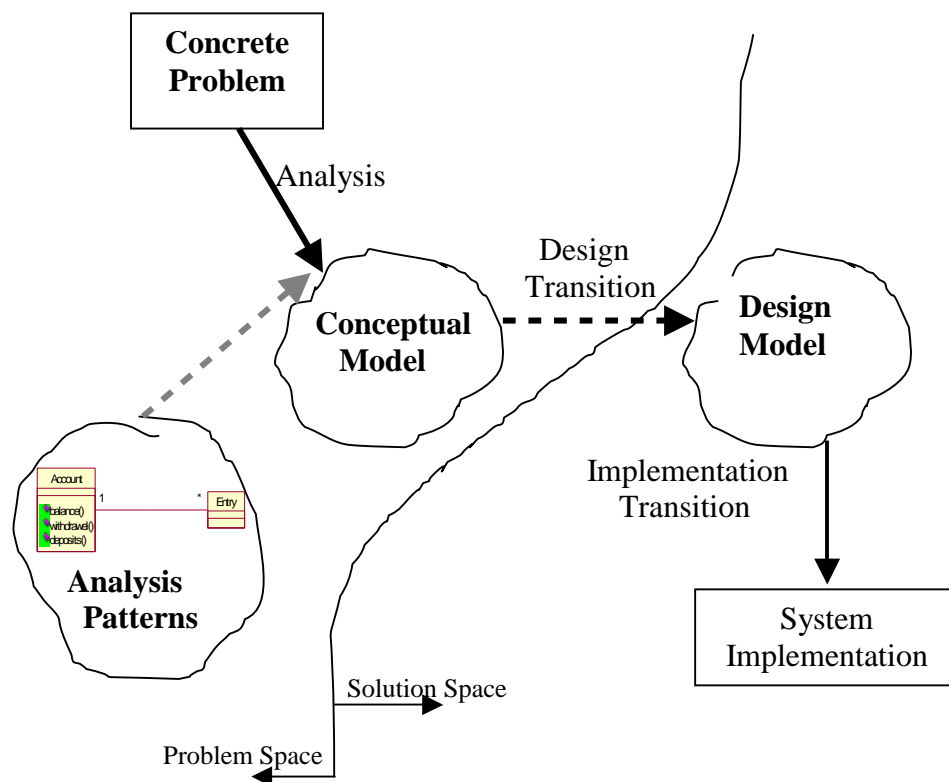 Concrete
Problem
Analysis
Design
Transition
Conceptual
Model
Design
Model
Account
1
*
Entry
balance()
withdrawel()
deposits()
Analysis
Patterns
Implementation
Transition
System
Implementation
Solution Space
Problem Space